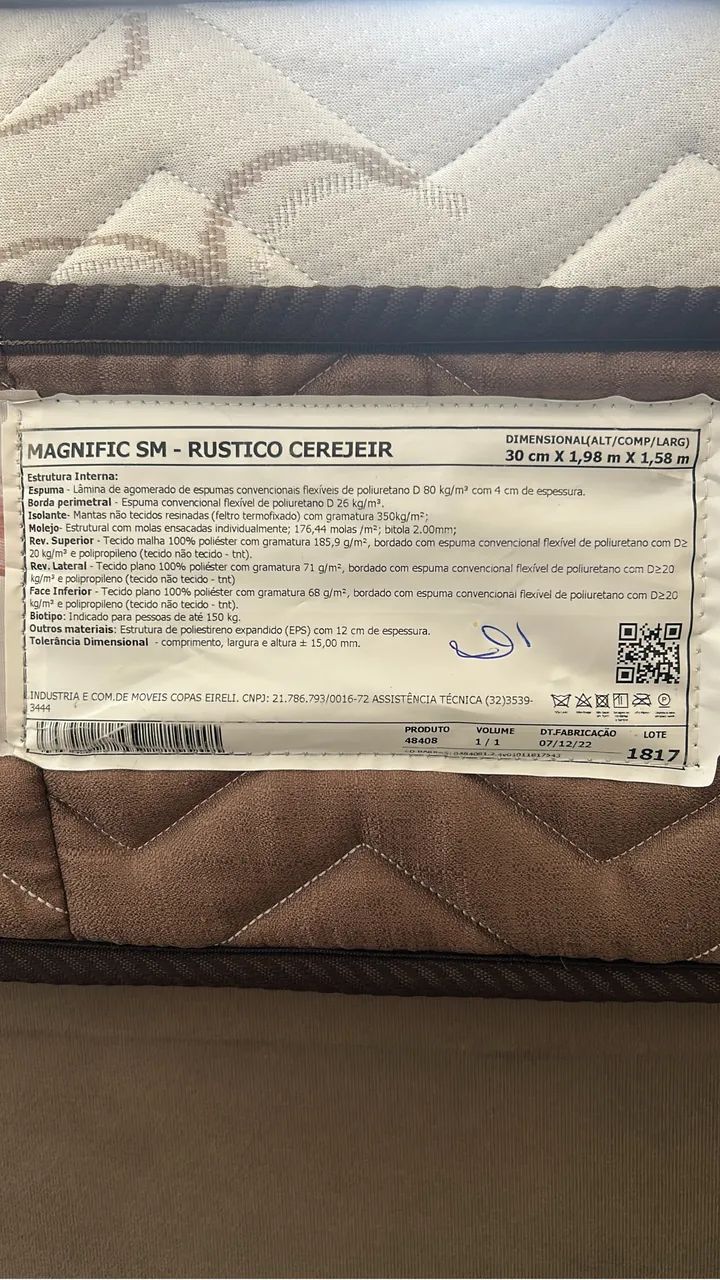 MAGNIFIC SM - RUSTICO CEREJEIR
DIMENSIONAL(ALT/COMP/LARG)
30 cm X 1,98 m X 1,58 m
Estrutura Interna:
Espuma - Lâmina de agomerado de espumas convencionais flexíveis de poliuretano D 80 kg/m³ com 4 cm de espessura.
Borda perimetral - Espuma convencional flexível de poliuretano D 26 kg/m³.
Isolante- Mantas não tecidos resinadas (feltro termofixado) com gramatura 350kg/m²;
Molejo- Estrutural com molas ensacadas individualmente; 176,44 molas /m²; bitola 2.00mm;
Rev. Superior - Tecido malha 100% poliéster com gramatura 185,9 g/m², bordado com espuma convencional flexível de poliuretano com D≥
20 kg/m³ e polipropileno (tecido não tecido - tnt).
Rev. Lateral - Tecido plano 100% poliéster com gramatura 71 g/m², bordado com espuma convencional flexível de poliuretano com D≥20
kg/m³ e polipropileno (tecido não tecido - tnt)
Face Inferior - Tecido plano 100% poliéster com gramatura 68 g/m², bordado com espuma convencional flexível de poliuretano com D≥20
kg/m³ e polipropileno (tecido não tecido - tnt).
Biotipo: Indicado para pessoas de até 150 kg.
Outros materiais: Estrutura de poliestireno expandido (EPS) com 12 cm de espessura.
Tolerância Dimensional - comprimento, largura e altura ± 15,00 mm.
INDUSTRIA E COM.DE MOVEIS COPAS EIRELI. CNPJ: 21.786.793/0016-72 ASSISTÊNCIA TÉCNICA (32)3539-
3444
PRODUTO VOLUME DT.FABRICAÇÃO LOTE
48408 1 / 1 07/12/22 1817